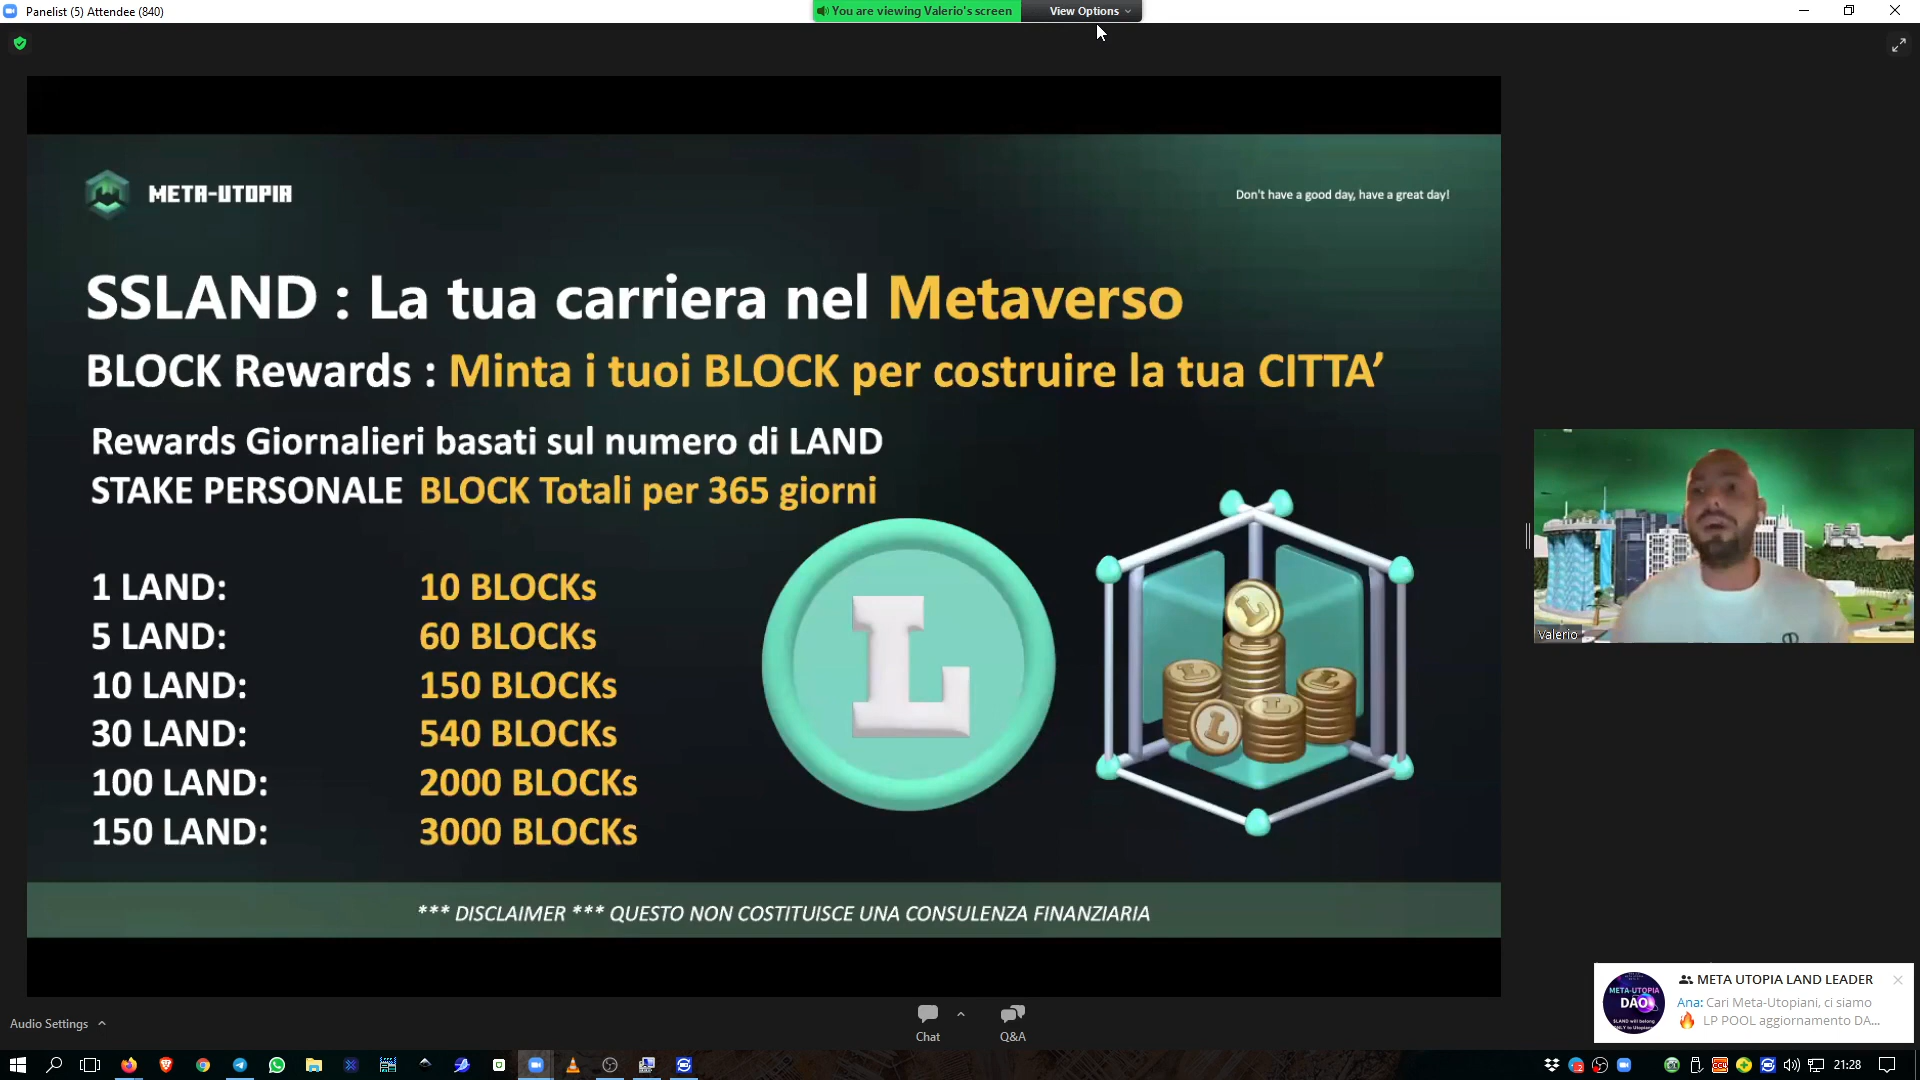 Panelist (5) Attendee (840)
You are viewing Valerio's screen
View Options
META-UTOPIA
Don't have a good day, have a great day!
SSLAND : La tua carriera nel Metaverso
BLOCK Rewards : Minta i tuoi BLOCK per costruire la tua CITTA'
Rewards Giornalieri basati sul numero di LAND
STAKE PERSONALE BLOCK Totali per 365 giorni
1 LAND: 10 BLOCKs
5 LAND: 60 BLOCKs
10 LAND: 150 BLOCKs
30 LAND: 540 BLOCKs
100 LAND: 2000 BLOCKs
150 LAND: 3000 BLOCKs
L
*** DISCLAIMER *** QUESTO NON COSTITUISCE UNA CONSULENZA FINANZIARIA
Valerio
META-UTOPIA
DAO
META UTOPIA LAND LEADER
Ana: Cari Meta-Utopiani, ci siamo
🔥 LP POOL aggiornamento DA...
Audio Settings
Chat
Q&A
21:28